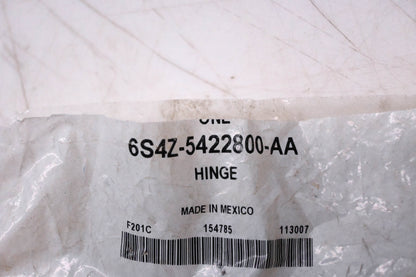 ONE
6S4Z-5422800-AA
HINGE
MADE IN MEXICO
F201C 154785 113007